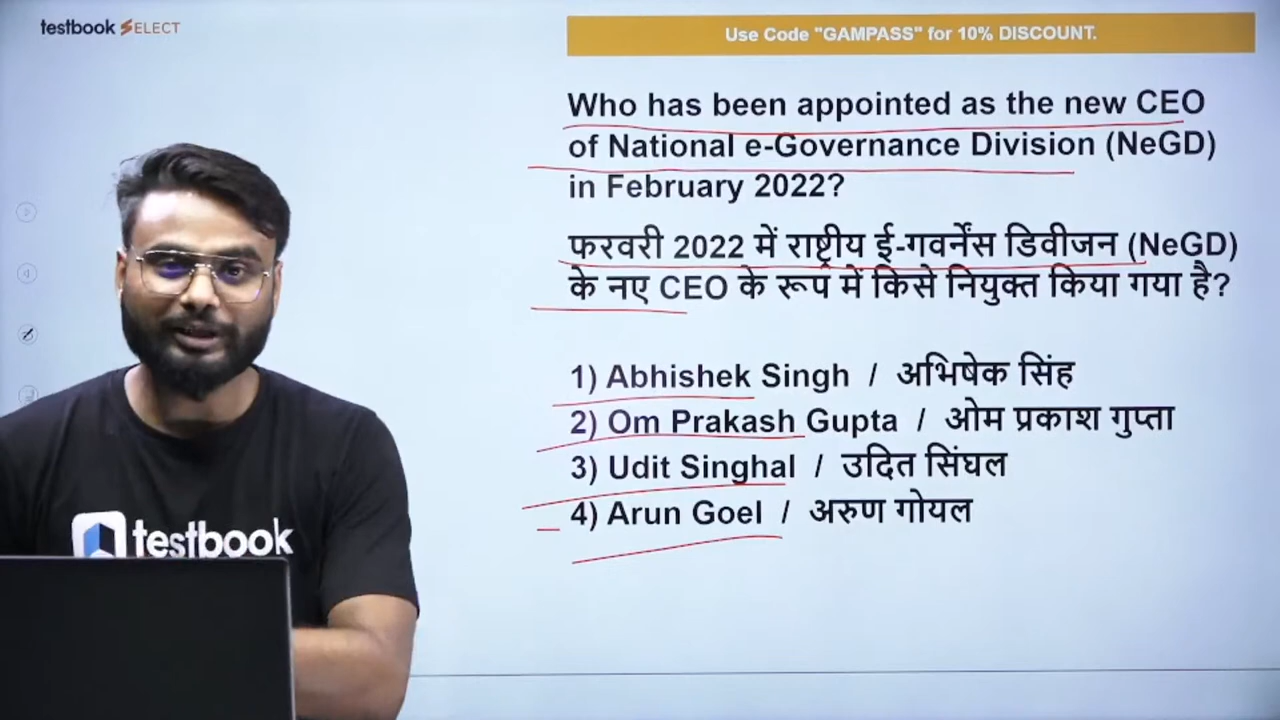 testbook SELECT
Use Code "GAMPASS" for 10% DISCOUNT.
Who has been appointed as the new CEO
of National e-Governance Division (NeGD)
in February 2022?
फरवरी 2022 में राष्ट्रीय ई-गवर्नेंस डिवीजन (NeGD)
के नए CEO के रूप में किसे नियुक्त किया गया है?
1) Abhishek Singh / अभिषेक सिंह
2) Om Prakash Gupta / ओम प्रकाश गुप्ता
3) Udit Singhal / उदित सिंघल
4) Arun Goel / अरुण गोयल
testbook